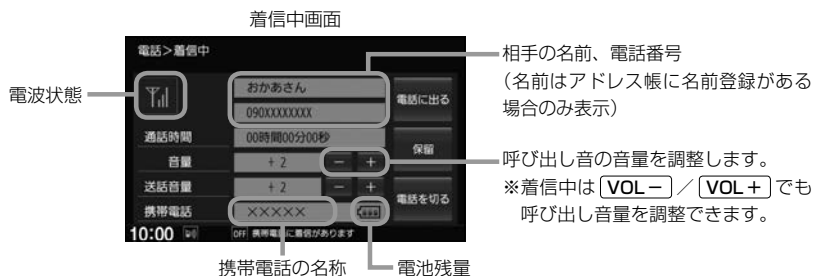 着信中画面
電話>着信中
おかあさん
090XXXXXXXX
電話に出る
通話時間
00時間00分00秒
保留
音量
+ 2
− +
送話音量
+ 2
− +
電話を切る
携帯電話
×××××
10:00
OFF 携帯電話に着信があります
電波状態
相手の名前、電話番号
(名前はアドレス帳に名前登録がある
場合のみ表示)
呼び出し音の音量を調整します。
※着信中は VOL− / VOL+ でも
呼び出し音量を調整できます。
携帯電話の名称
電池残量